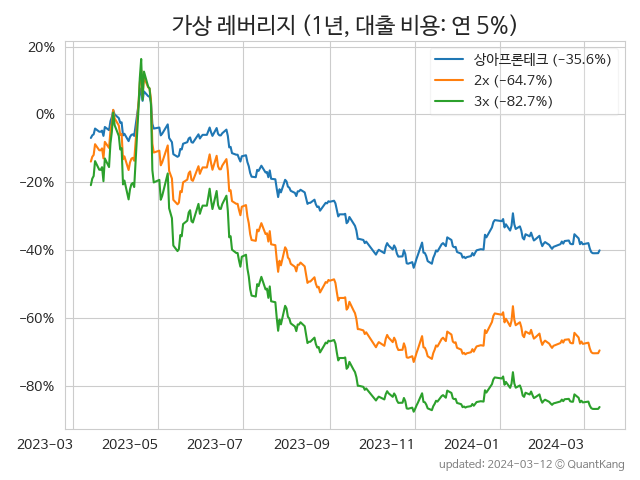 가상 레버리지 (1년, 대출 비용: 연 5%)
상아프론테크 (−35.6%)
2x (−64.7%)
3x (−82.7%)
20%
0%
−20%
−40%
−60%
−80%
2023−03 2023−05 2023−07 2023−09 2023−11 2024−01 2024−03
updated: 2024-03-12 © QuantKang